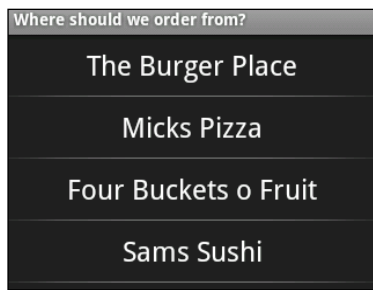 Where should we order from?
The Burger Place
Micks Pizza
Four Buckets o Fruit
Sams Sushi